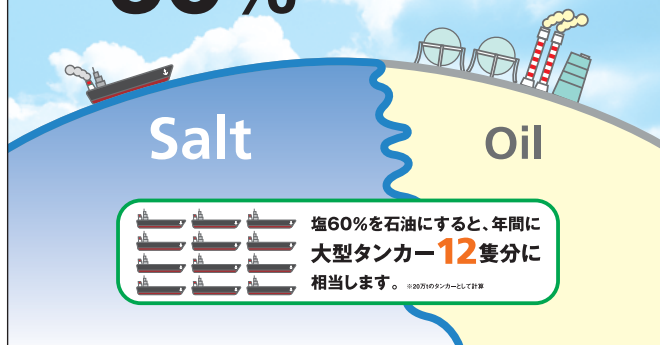 60%
Salt
Oil
塩60%を石油にすると、年間に
大型タンカー12隻分に
相当します。 ※20万tのタンカーとして計算